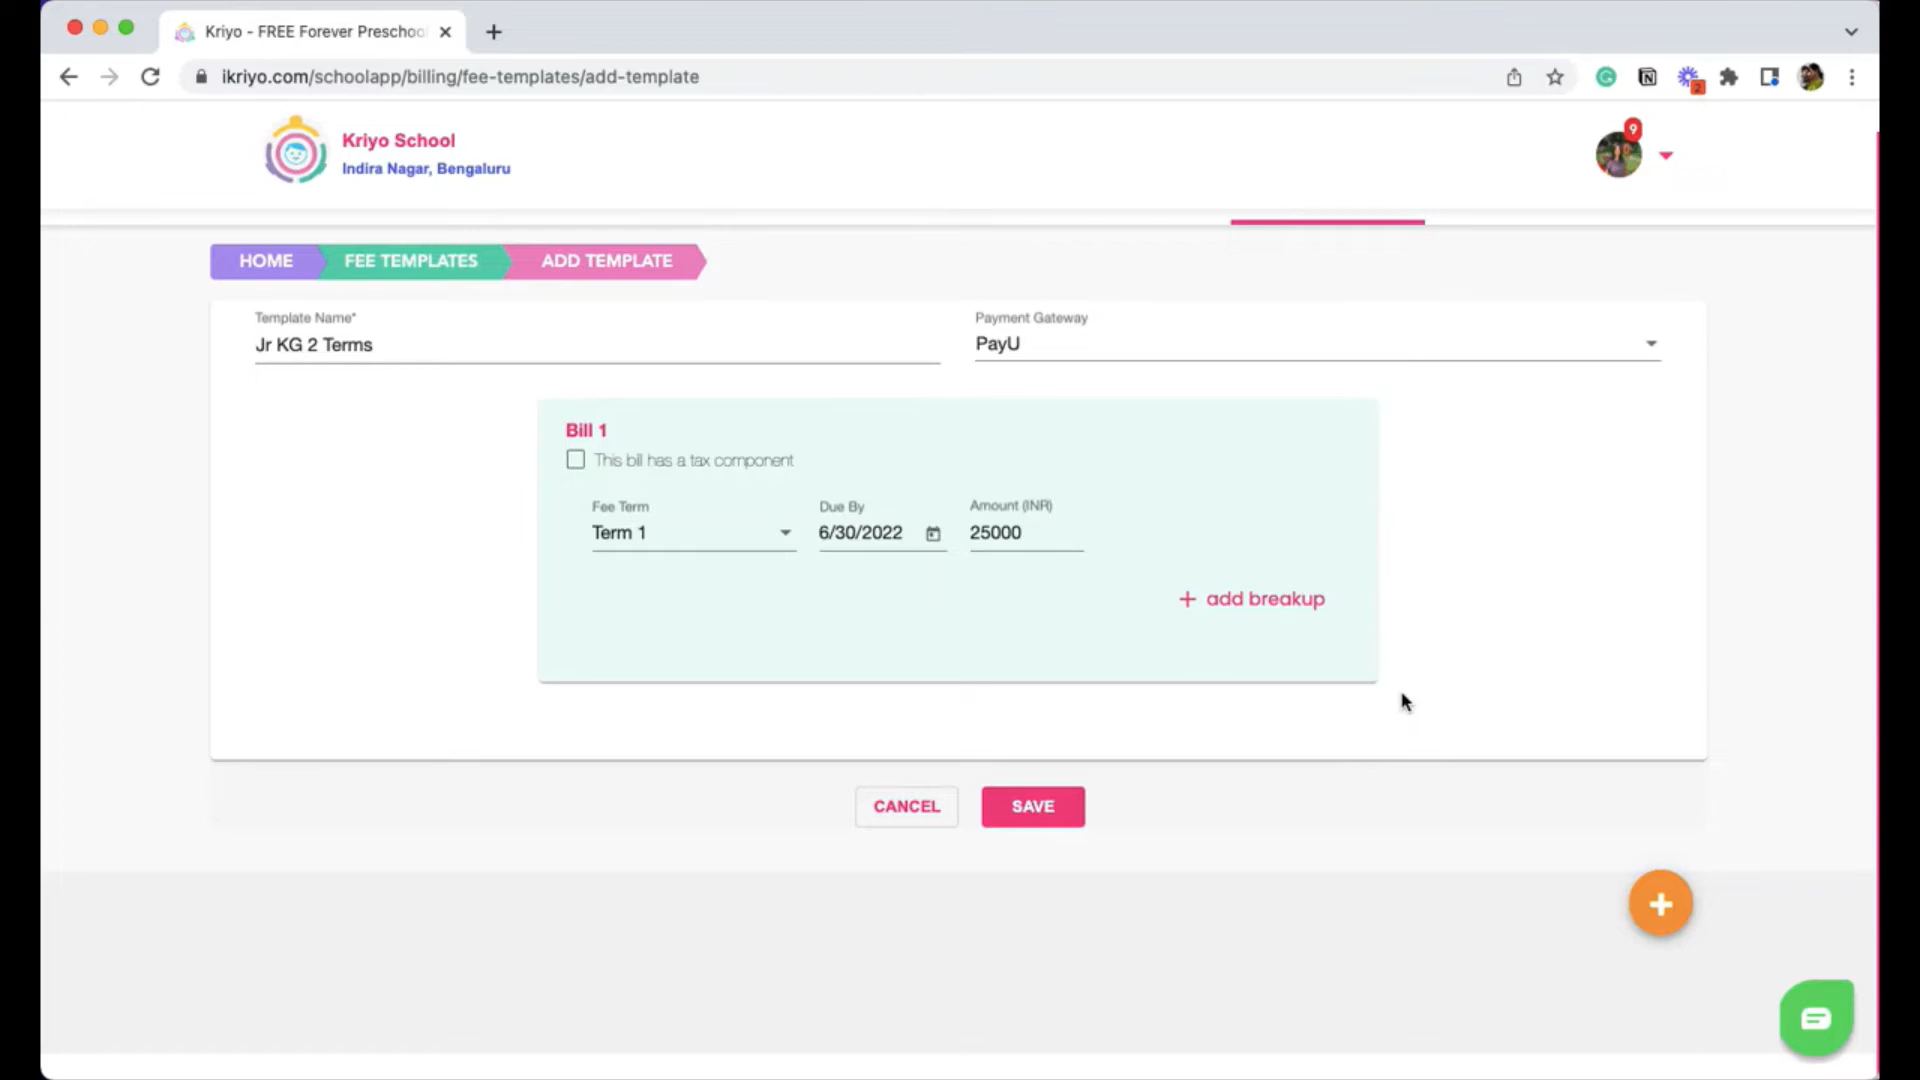 Kriyo - FREE Forever Preschoo
ikriyo.com/schoolapp/billing/fee-templates/add-template
2
Kriyo School
Indira Nagar, Bengaluru
9
HOME
FEE TEMPLATES
ADD TEMPLATE
Template Name*
Jr KG 2 Terms
Payment Gateway
PayU
Bill 1
This bill has a tax component
Fee Term
Term 1
Due By
6/30/2022
Amount (INR)
25000
+ add breakup
CANCEL
SAVE